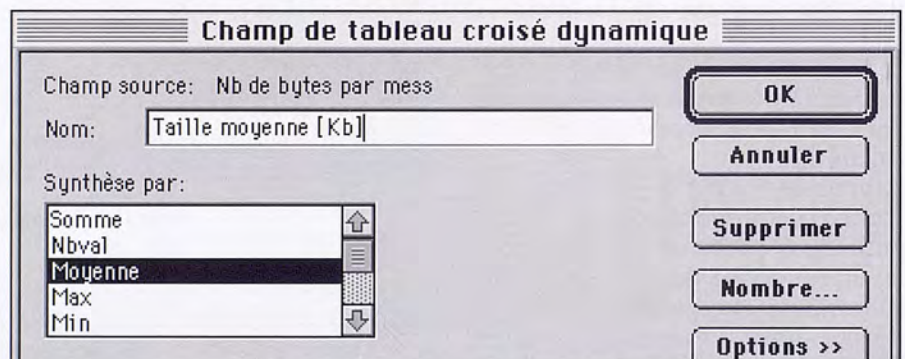 Champ de tableau croisé dynamique
Champ source: Nb de bytes par mess
Nom: Taille moyenne [Kb]
Synthèse par:
Somme
Nbval
Moyenne
Max
Min
OK
Annuler
Supprimer
Nombre...
Options >>